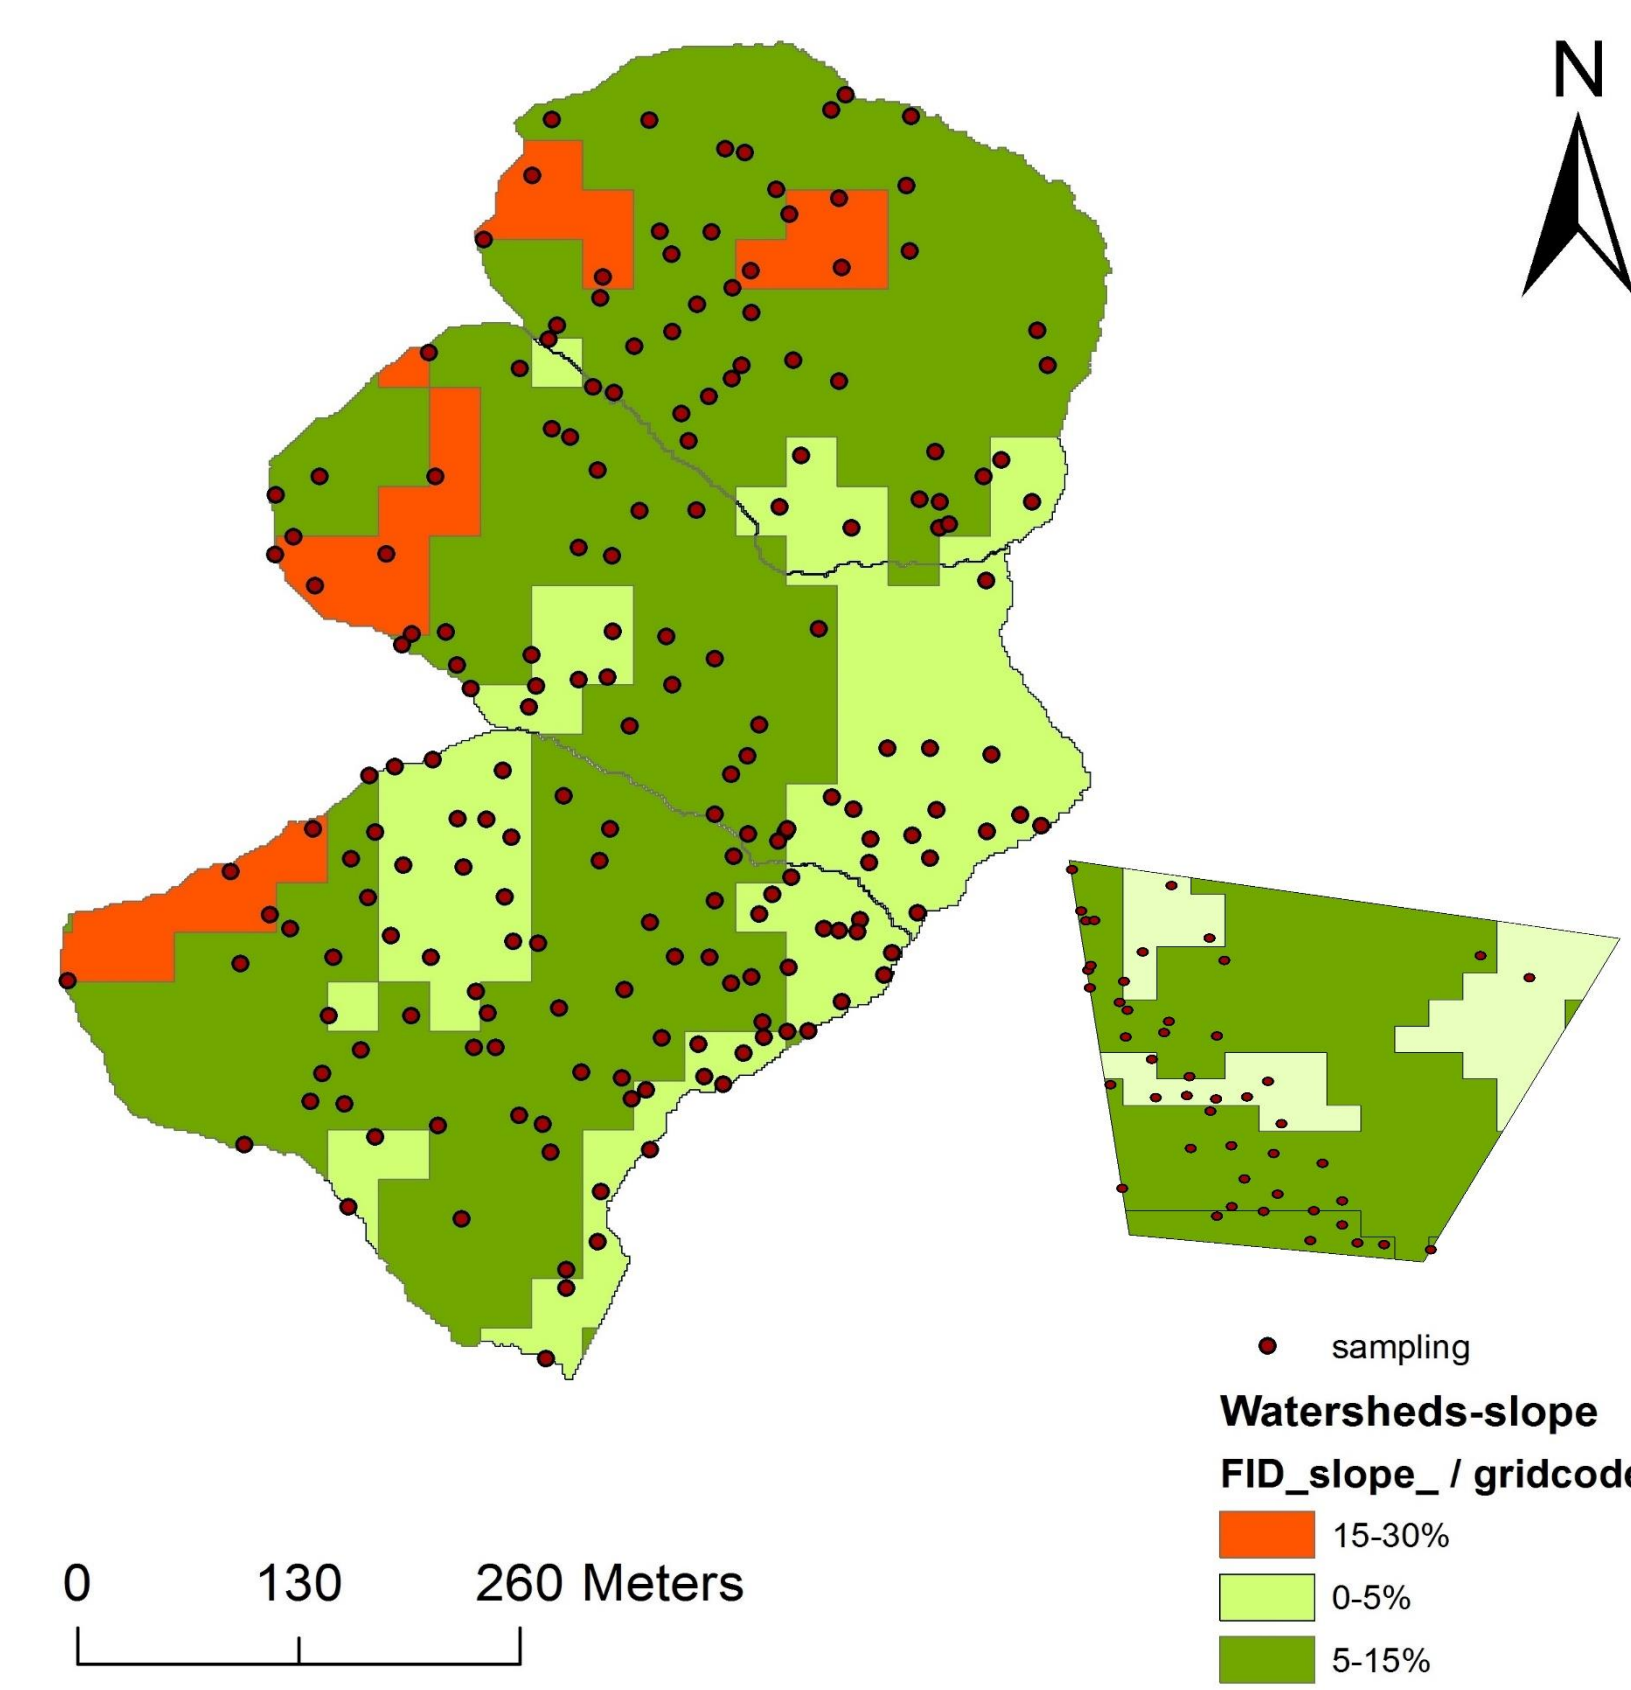 N
sampling
Watersheds-slope
FID_slope_ / gridcode
15-30%
0-5%
5-15%
0 130 260 Meters